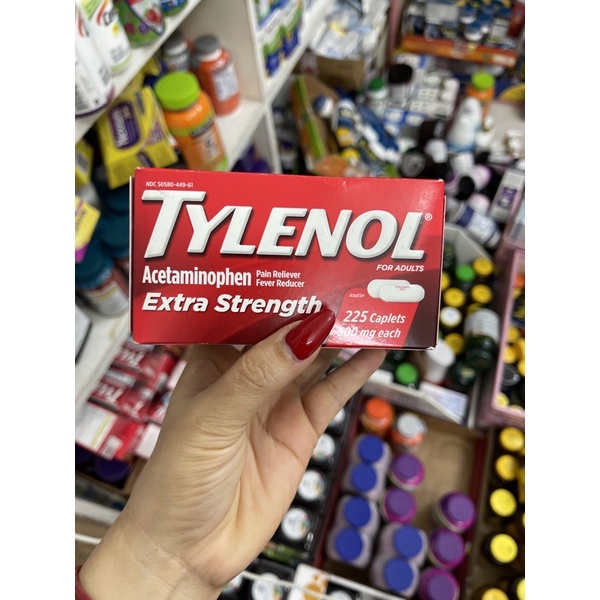 NDC 50580-449-61
TYLENOL®
FOR ADULTS
Acetaminophen
Pain Reliever
Fever Reducer
Extra Strength
Actual Size
225 Caplets
500 mg each